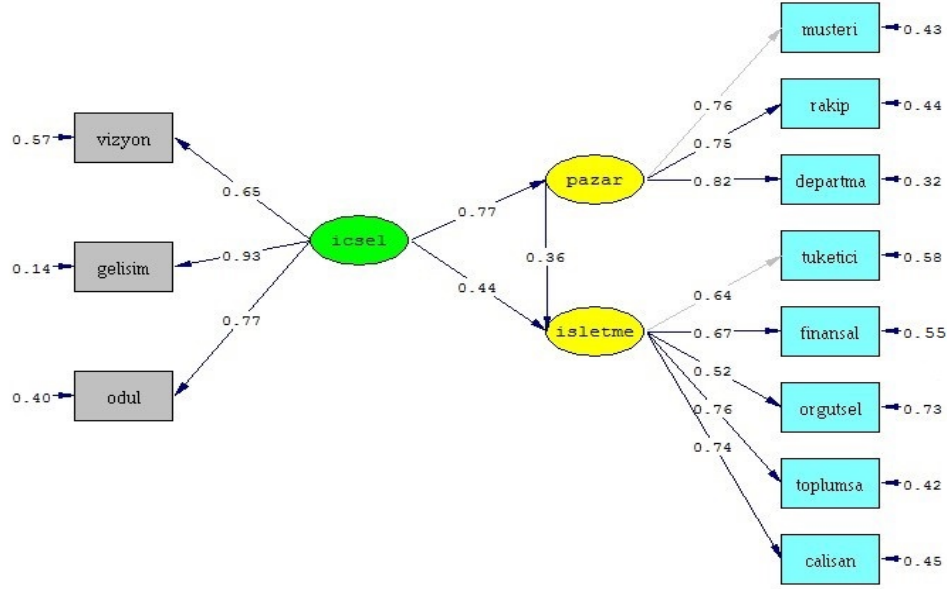 musteri
0.43
0.76
rakip
0.44
0.57
vizyon
0.75
0.65
pazar
0.82
departma
0.32
0.77
icsel
0.14
gelisim
0.93
0.36
tuketici
0.58
0.44
0.64
0.77
isletme
0.67
finansal
0.55
0.52
0.40
odul
0.76
orgutsel
0.73
0.74
toplumsa
0.42
calisan
0.45